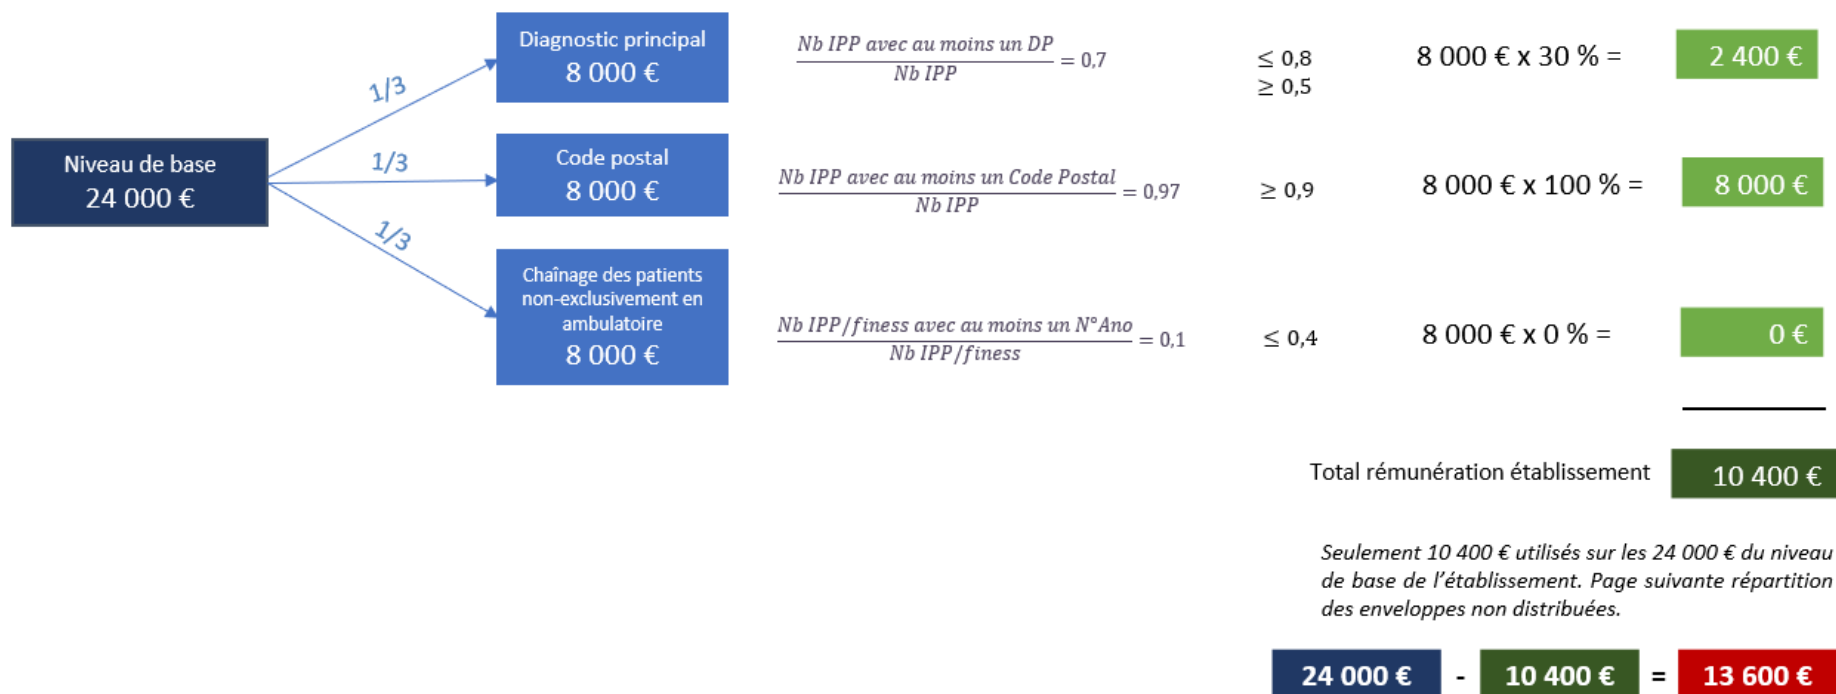 Niveau de base
24 000 €
1/3
1/3
1/3
Diagnostic principal
8 000 €
Nb IPP avec au moins un DP
Nb IPP
= 0,7
≤ 0,8
≥ 0,5
8 000 € x 30 % =
2 400 €
Code postal
8 000 €
Nb IPP avec au moins un Code Postal
Nb IPP
= 0,97
≥ 0,9
8 000 € x 100 % =
8 000 €
Chaînage des patients
non-exclusivement en
ambulatoire
8 000 €
Nb IPP/finess avec au moins un N°Ano
Nb IPP/finess
= 0,1
≤ 0,4
8 000 € x 0 % =
0 €
Total rémunération établissement
10 400 €
Seulement 10 400 € utilisés sur les 24 000 € du niveau
de base de l’établissement. Page suivante répartition
des enveloppes non distribuées.
24 000 € - 10 400 € = 13 600 €